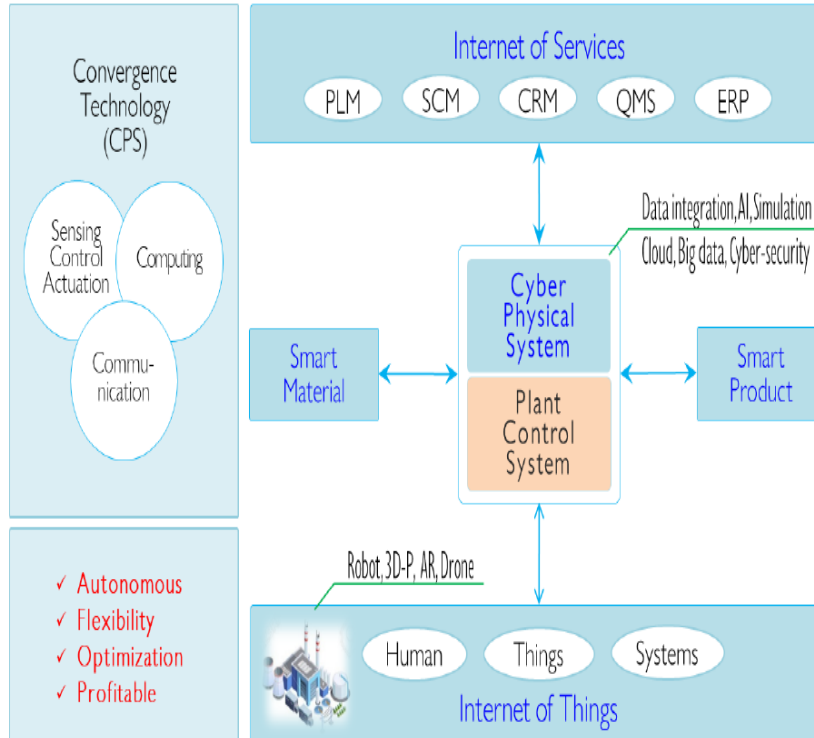 Convergence
Technology
(CPS)
Sensing
Control
Actuation
Computing
Commu-
nication
✓ Autonomous
✓ Flexibility
✓ Optimization
✓ Profitable
Internet of Services
PLM
SCM
CRM
QMS
ERP
Data integration, AI, Simulation
Cloud, Big data, Cyber-security
Cyber
Physical
System
Plant
Control
System
Smart
Material
Smart
Product
Robot, 3D-P, AR, Drone
Human
Things
Systems
Internet of Things